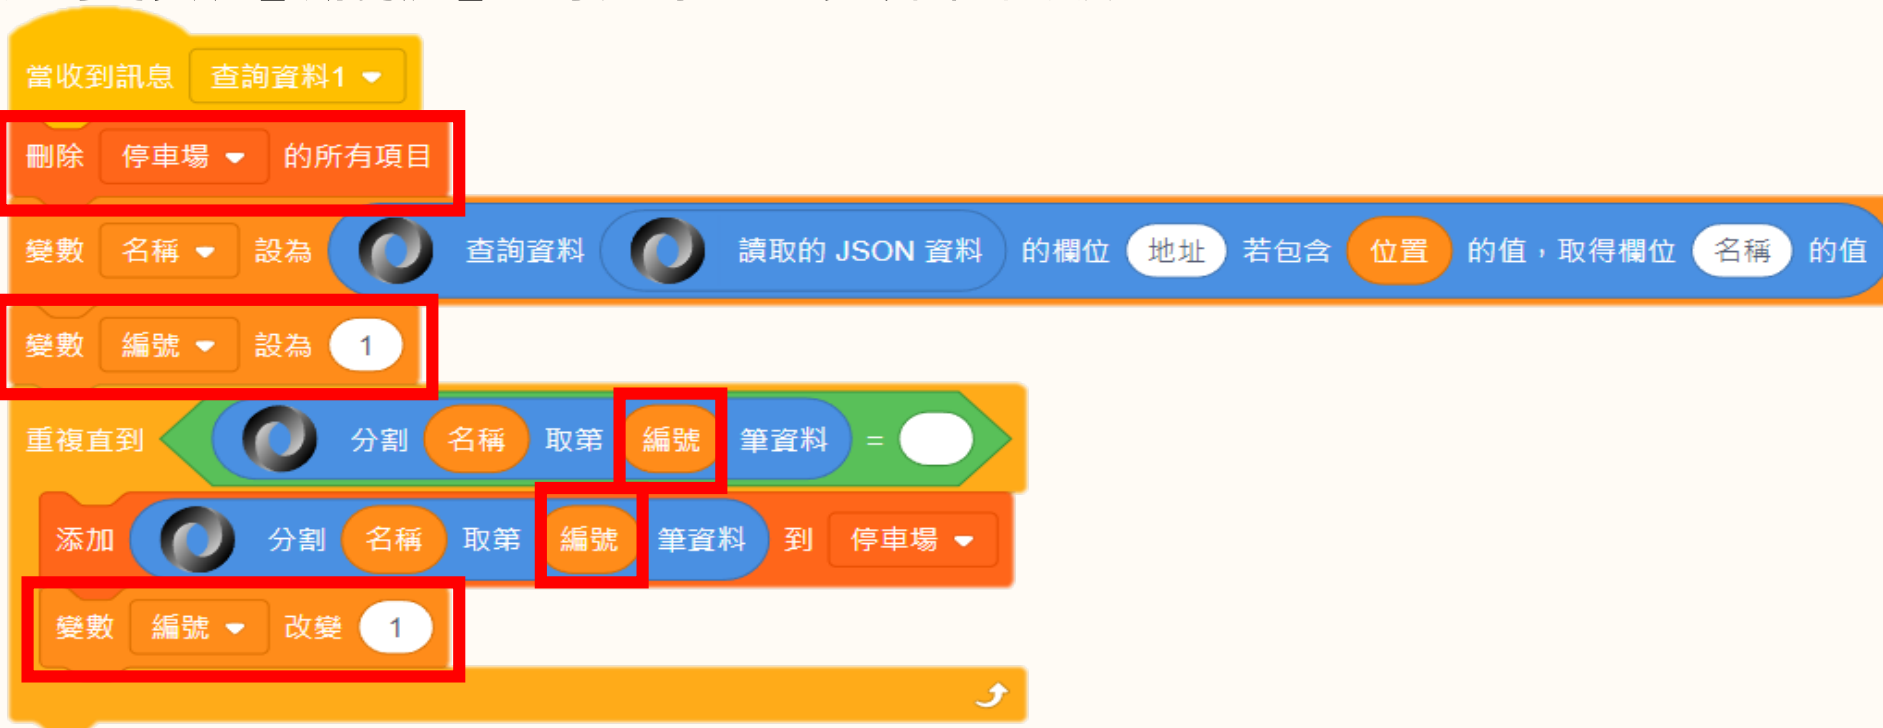 當收到訊息 查詢資料1
刪除 停車場 的所有項目
變數 名稱 設為 查詢資料 讀取的 JSON 資料 的欄位 地址 若包含 位置 的值，取得欄位 名稱 的值
變數 編號 設為 1
重複直到 分割 名稱 取第 編號 筆資料 =
添加 分割 名稱 取第 編號 筆資料 到 停車場
變數 編號 改變 1